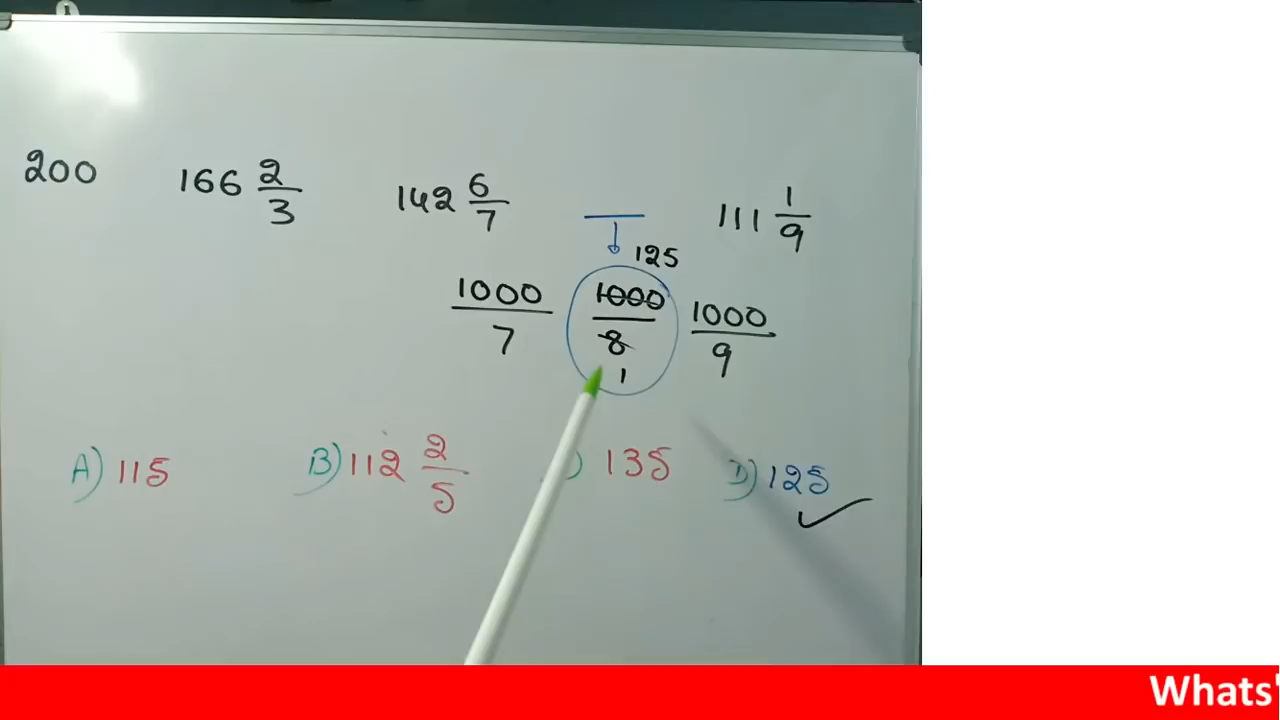 200 166 2/3 142 6/7 ___ 111 1/9
125
1000/7 1000/8 1000/9
1
A) 115 B) 112 2/5 ) 135 D) 125
Whats'